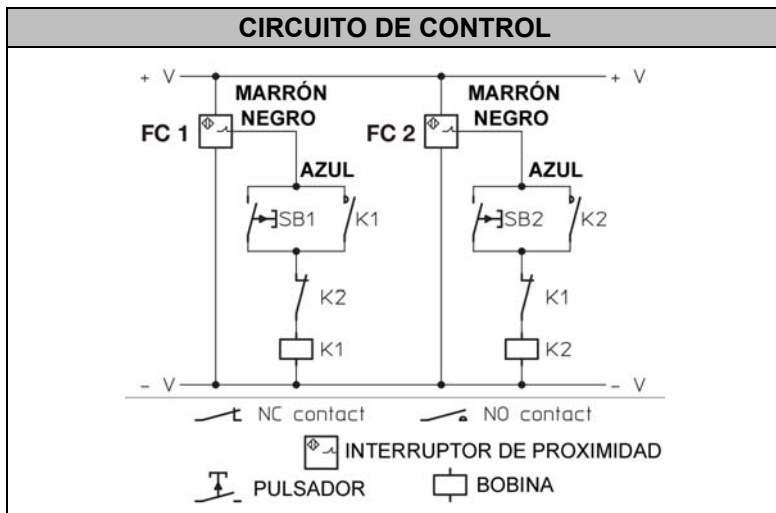 CIRCUITO DE CONTROL
+ V + V
MARRÓN MARRÓN
NEGRO NEGRO
FC 1 FC 2
AZUL AZUL
SB1 K1 SB2 K2
K2 K1
K1 K2
- V - V
NC contact NO contact
INTERRUPTOR DE PROXIMIDAD
PULSADOR BOBINA